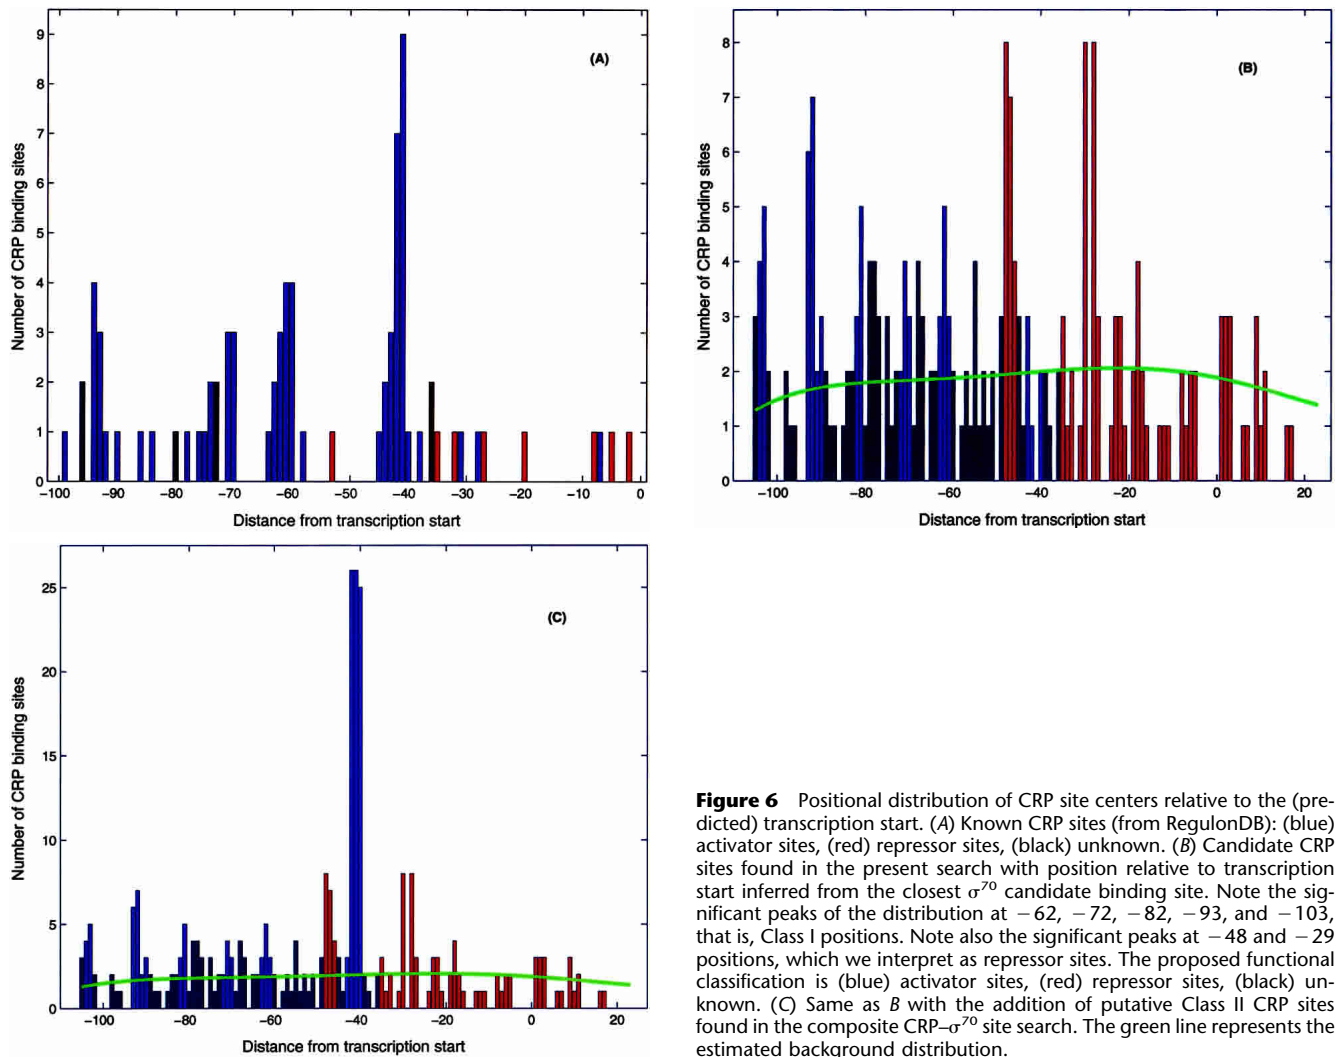 (A)
Number of CRP binding sites
9
8
7
6
5
4
3
2
1
0
−100 −90 −80 −70 −60 −50 −40 −30 −20 −10 0
Distance from transcription start
(B)
Number of CRP binding sites
8
7
6
5
4
3
2
1
0
−100 −80 −60 −40 −20 0 20
Distance from transcription start
(C)
Number of CRP binding sites
25
20
15
10
5
0
−100 −80 −60 −40 −20 0 20
Distance from transcription start
Figure 6 Positional distribution of CRP site centers relative to the (pre-
dicted) transcription start. (A) Known CRP sites (from RegulonDB): (blue)
activator sites, (red) repressor sites, (black) unknown. (B) Candidate CRP
sites found in the present search with position relative to transcription
start inferred from the closest σ70 candidate binding site. Note the sig-
nificant peaks of the distribution at −62, −72, −82, −93, and −103,
that is, Class I positions. Note also the significant peaks at −48 and −29
positions, which we interpret as repressor sites. The proposed functional
classification is (blue) activator sites, (red) repressor sites, (black) un-
known. (C) Same as B with the addition of putative Class II CRP sites
found in the composite CRP–σ70 site search. The green line represents the
estimated background distribution.